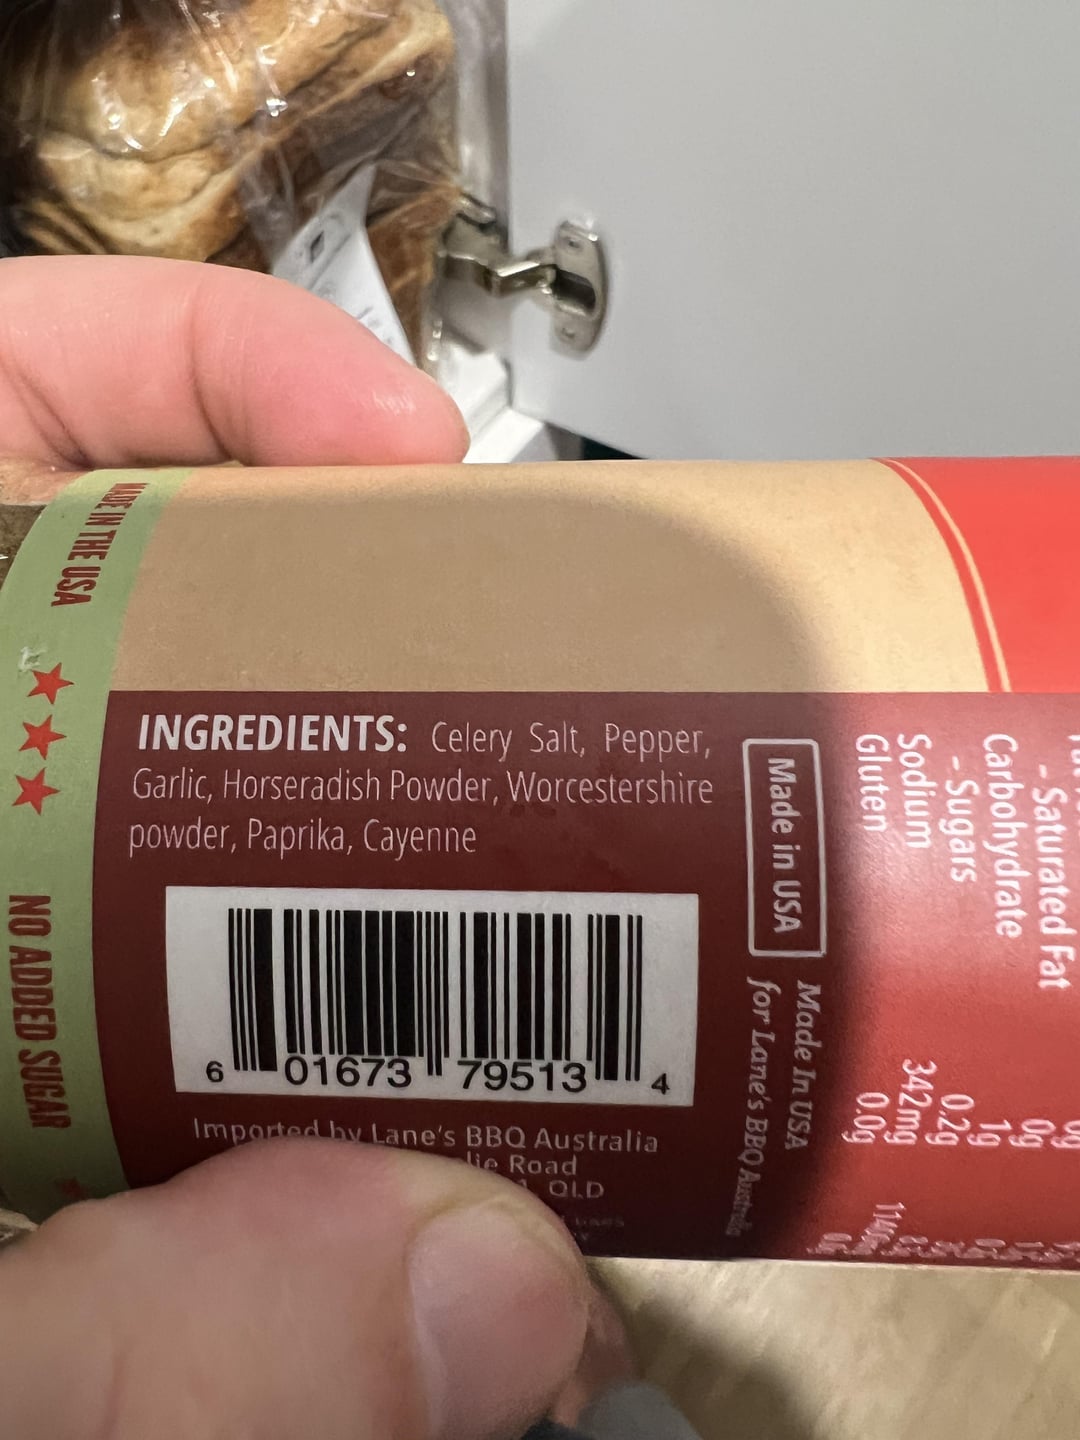 MADE IN THE USA
NO ADDED SUGAR
INGREDIENTS: Celery Salt, Pepper,
Garlic, Horseradish Powder, Worcestershire
powder, Paprika, Cayenne
6 01673 79513 4
Imported by Lane's BBQ Australia
Road
QLD
Made in USA
Made In USA
for Lane's BBQ Australia
- Saturated Fat 0g
Carbohydrate 1g
- Sugars 0.2g
Sodium 342mg
Gluten 0.0g